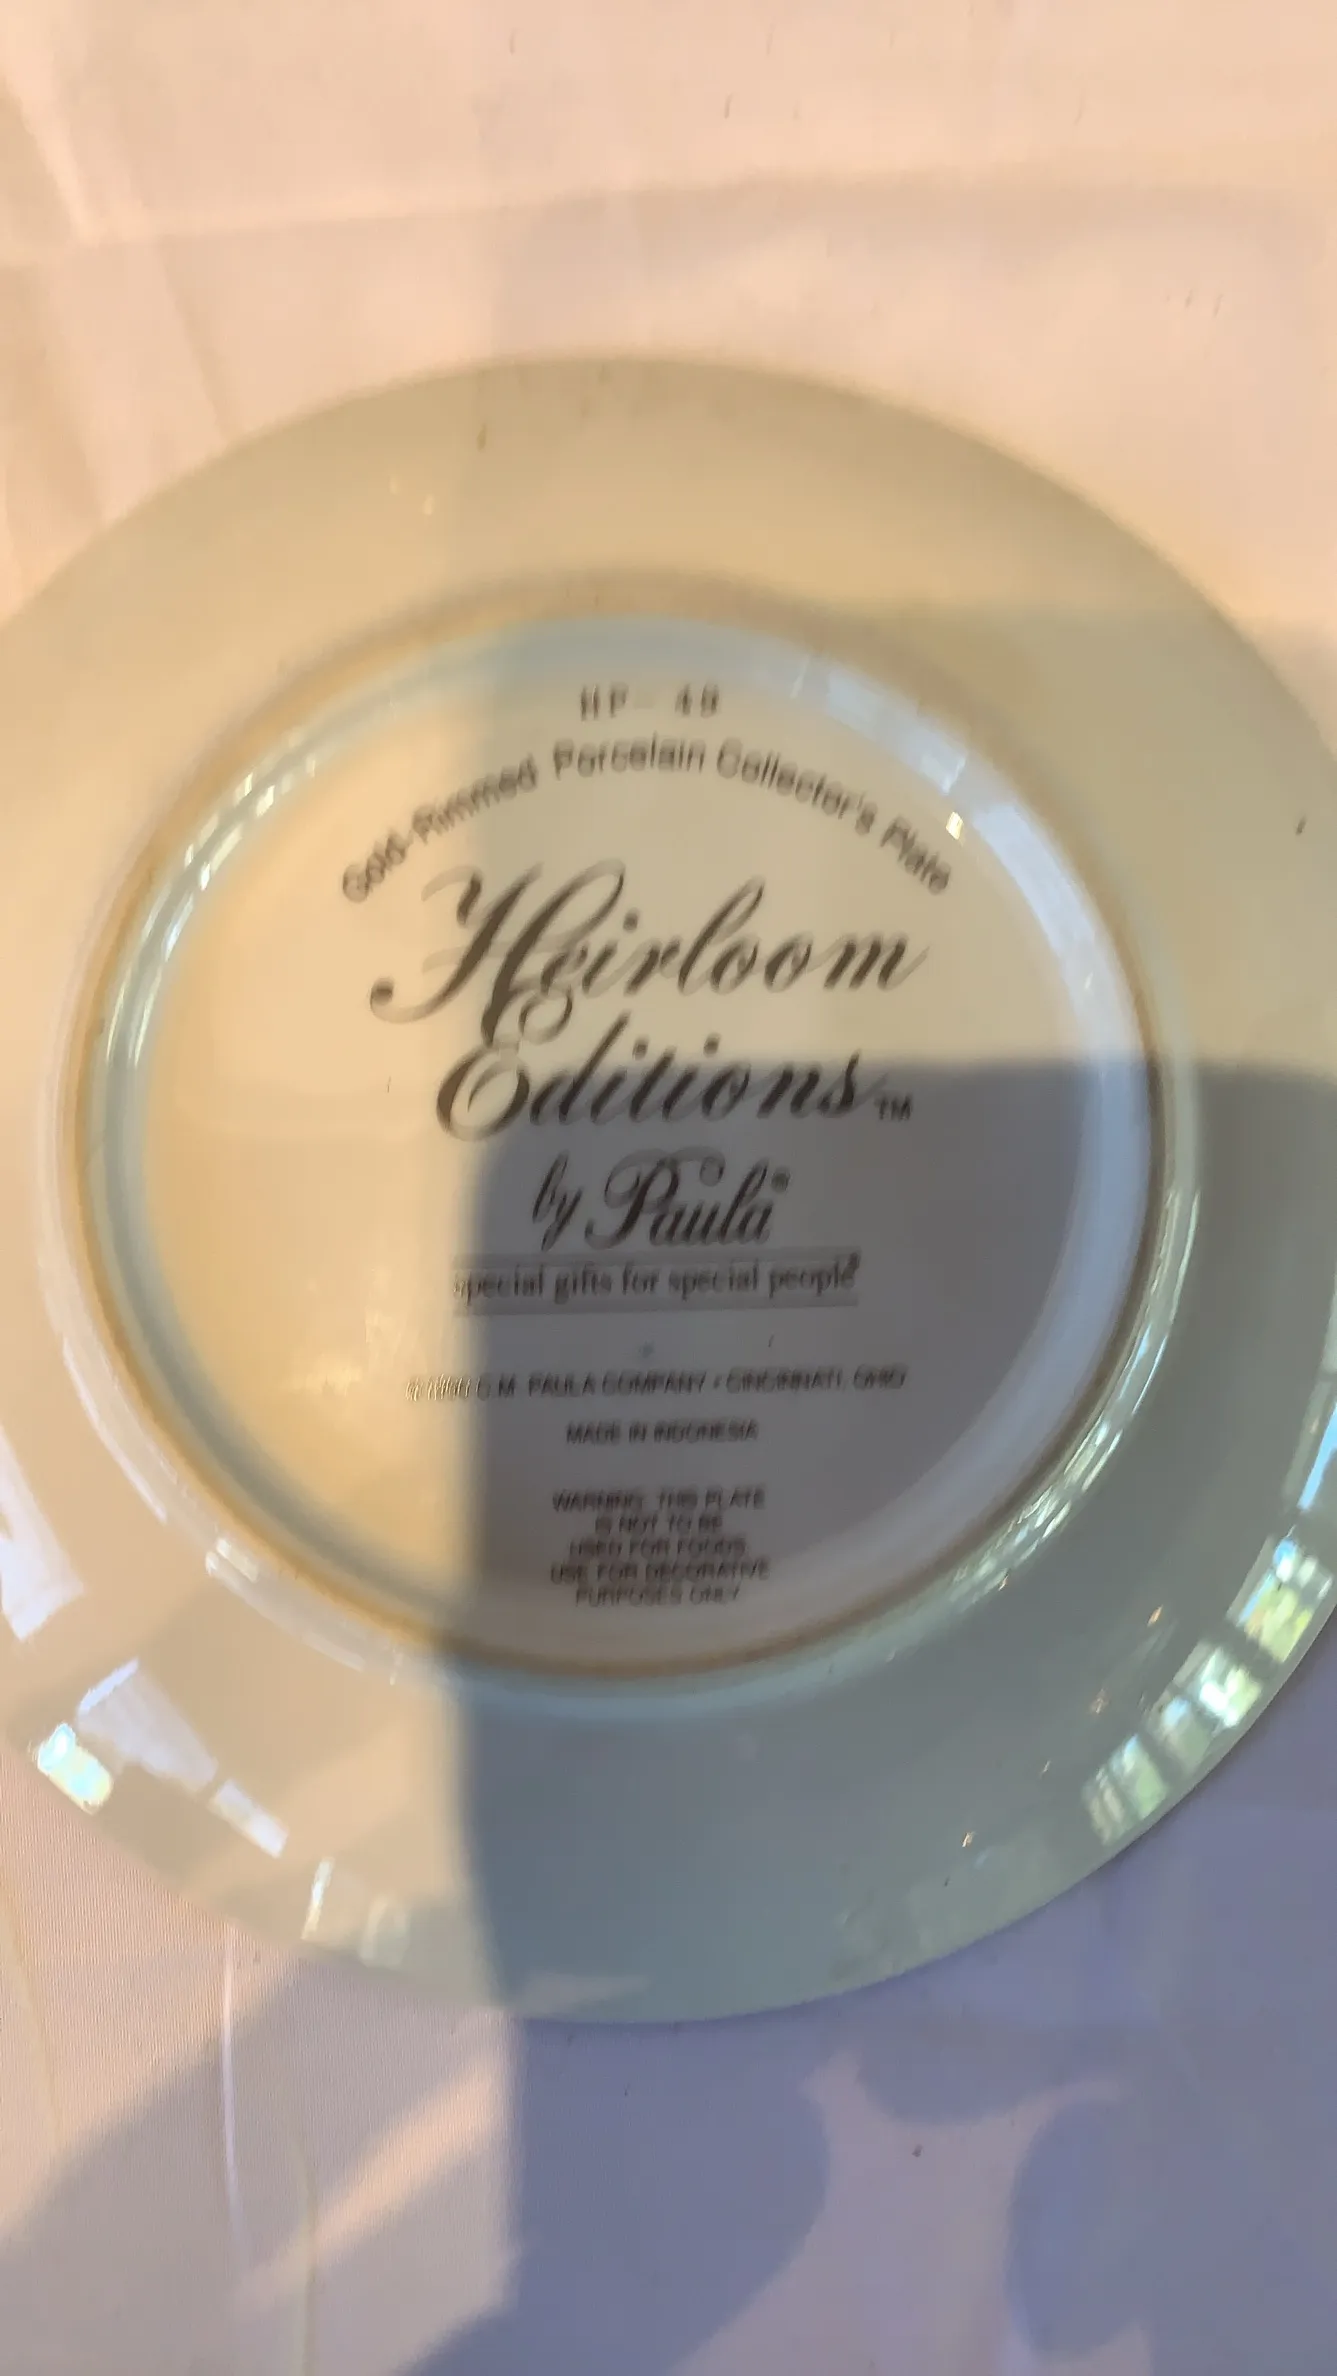 HP-49
Gold-Rimmed Porcelain Collector's Plate
Heirloom
Editions™
by Paula®
special gifts for special people®
© C.M. PAULA COMPANY • CINCINNATI, OHIO
MADE IN INDONESIA
WARNING: THIS PLATE
IS NOT TO BE
USED FOR FOODS.
USE FOR DECORATIVE
PURPOSES ONLY